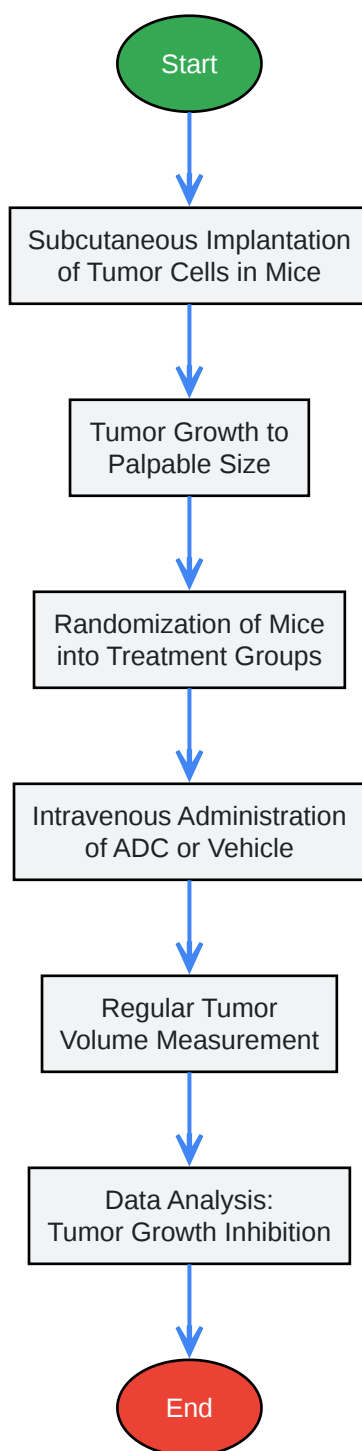 Start
Subcutaneous Implantation
of Tumor Cells in Mice
Tumor Growth to
Palpable Size
Randomization of Mice
into Treatment Groups
Intravenous Administration
of ADC or Vehicle
Regular Tumor
Volume Measurement
Data Analysis:
Tumor Growth Inhibition
End